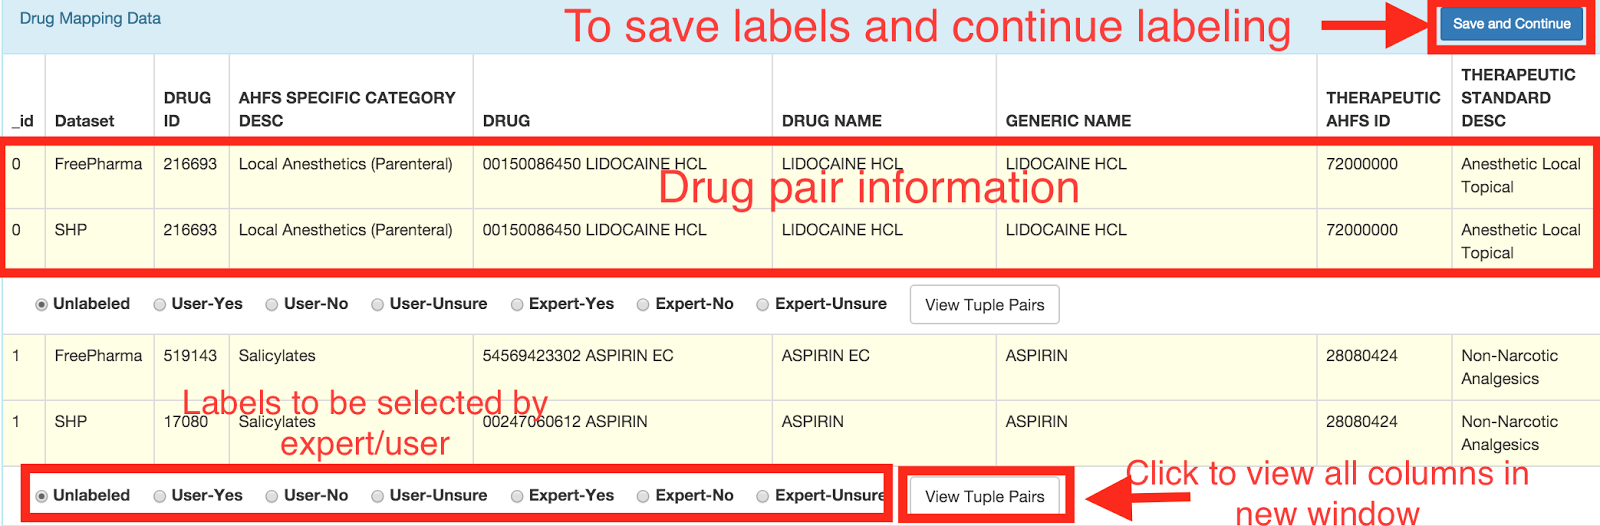 Drug Mapping Data
To save labels and continue labeling
Save and Continue
_id Dataset DRUG ID AHFS SPECIFIC CATEGORY DESC DRUG DRUG NAME GENERIC NAME THERAPEUTIC AHFS ID THERAPEUTIC STANDARD DESC
0 FreePharma 216693 Local Anesthetics (Parenteral) 00150086450 LIDOCAINE HCL LIDOCAINE HCL LIDOCAINE HCL 72000000 Anesthetic Local Topical
Drug pair information
0 SHP 216693 Local Anesthetics (Parenteral) 00150086450 LIDOCAINE HCL LIDOCAINE HCL LIDOCAINE HCL 72000000 Anesthetic Local Topical
Unlabeled User-Yes User-No User-Unsure Expert-Yes Expert-No Expert-Unsure View Tuple Pairs
1 FreePharma 519143 Salicylates 54569423302 ASPIRIN EC ASPIRIN EC ASPIRIN 28080424 Non-Narcotic Analgesics
Labels to be selected by
expert/user
1 SHP 17080 Salicylates 00247060612 ASPIRIN ASPIRIN ASPIRIN 28080424 Non-Narcotic Analgesics
Unlabeled User-Yes User-No User-Unsure Expert-Yes Expert-No Expert-Unsure View Tuple Pairs
Click to view all columns in
new window